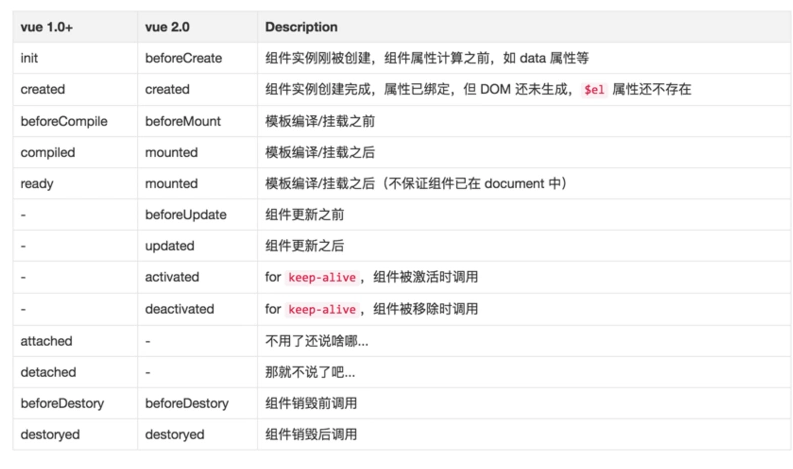 vue 1.0+ vue 2.0 Description
init beforeCreate 组件实例刚被创建，组件属性计算之前，如 data 属性等
created created 组件实例创建完成，属性已绑定，但 DOM 还未生成， $el 属性还不存在
beforeCompile beforeMount 模板编译/挂载之前
compiled mounted 模板编译/挂载之后
ready mounted 模板编译/挂载之后（不保证组件已在 document 中）
- beforeUpdate 组件更新之前
- updated 组件更新之后
- activated for keep-alive ，组件被激活时调用
- deactivated for keep-alive ，组件被移除时调用
attached - 不用了还说啥哪...
detached - 那就不说了吧...
beforeDestory beforeDestory 组件销毁前调用
destoryed destoryed 组件销毁后调用